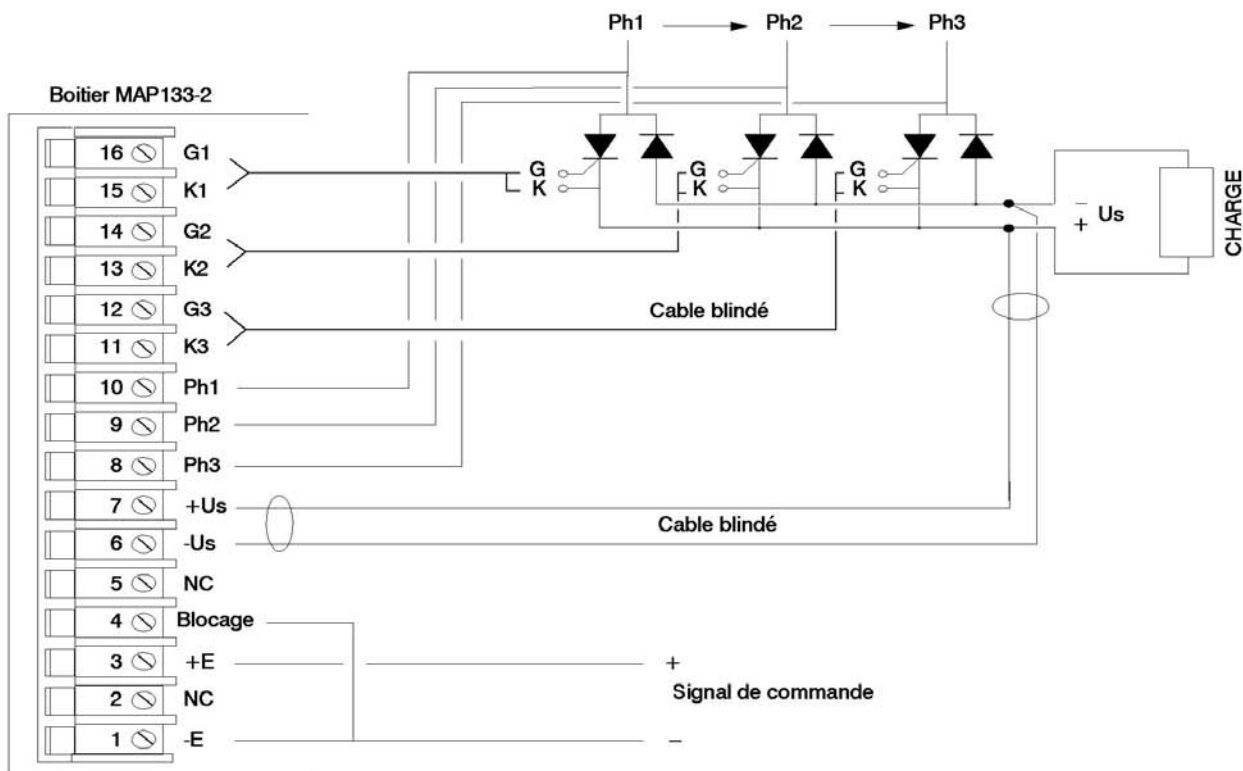 Ph1 Ph2 Ph3
Boitier MAP133-2
16 G1
15 K1
G
K
G
K
G
K
14 G2
13 K2
− Us
+
CHARGE
12 G3
11 K3
Cable blindé
10 Ph1
9 Ph2
8 Ph3
7 +Us
6 -Us
Cable blindé
5 NC
4 Blocage
3 +E +
2 NC
Signal de commande
1 -E −